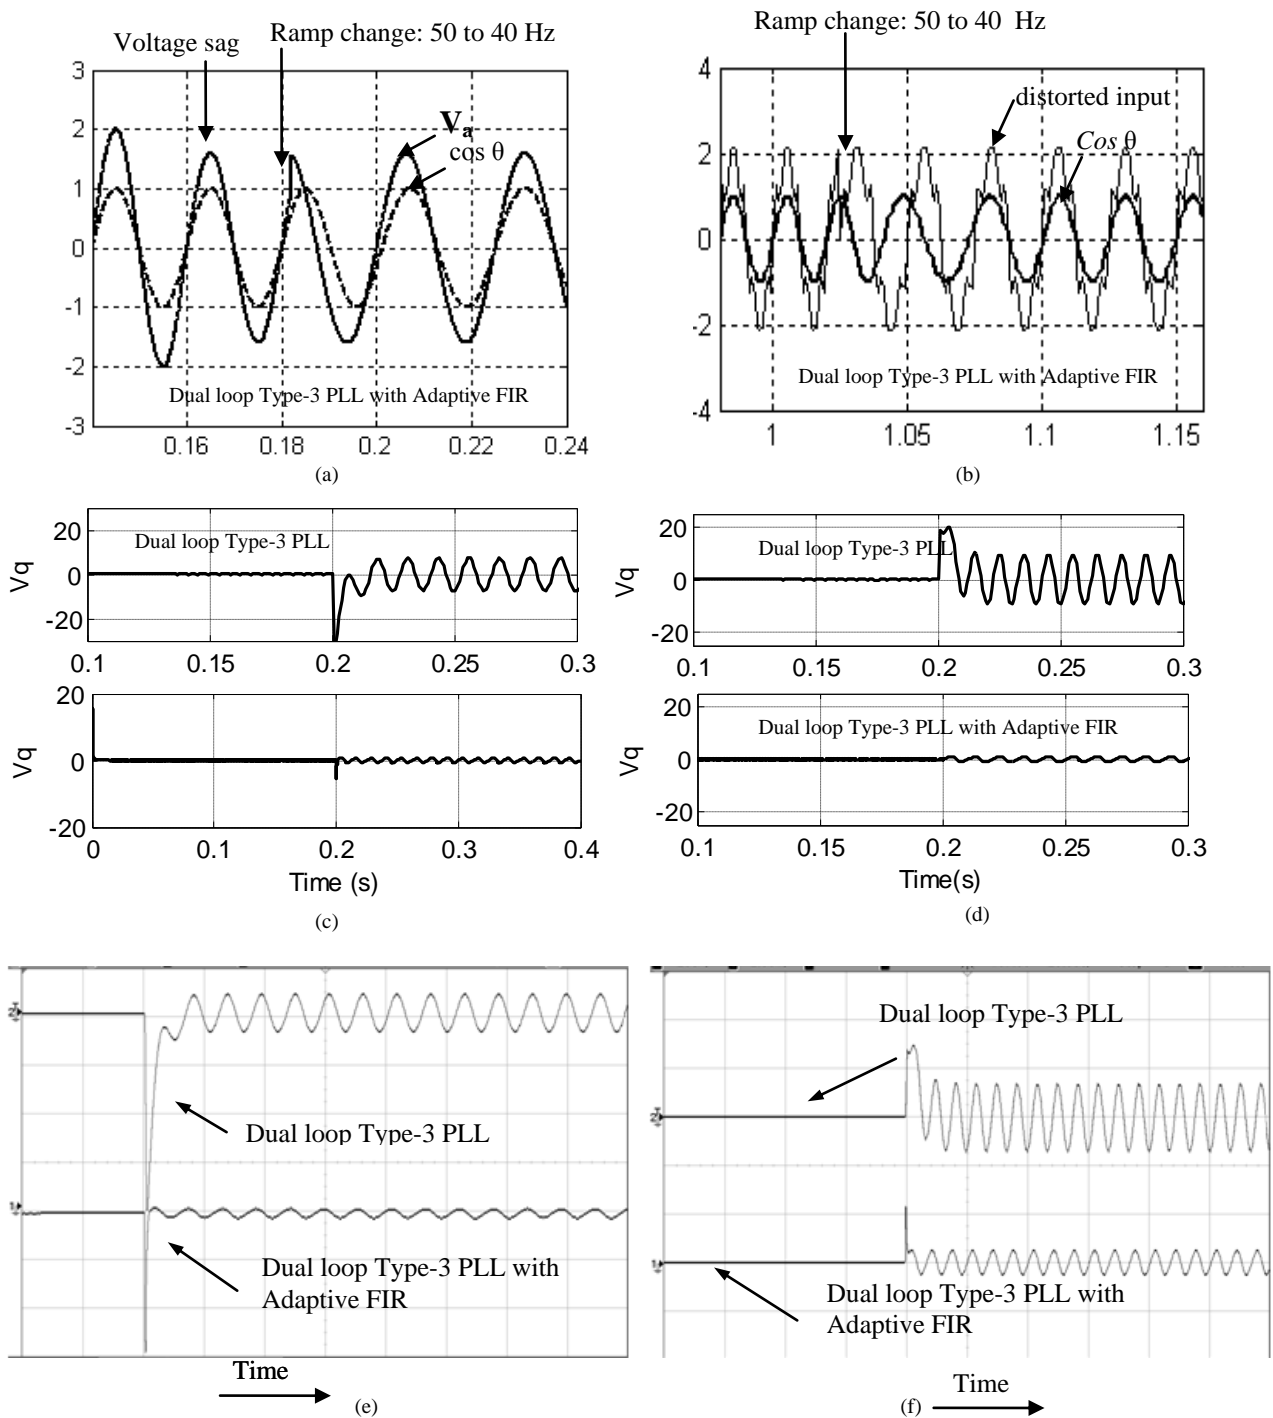 Voltage sag
Ramp change: 50 to 40 Hz
3
2
1
0
-1
-2
-3
Va
cos θ
Dual loop Type-3 PLL with Adaptive FIR
0.16
0.18
0.2
0.22
0.24
(a)
Ramp change: 50 to 40 Hz
4
2
0
-2
-4
distorted input
Cos θ
Dual loop Type-3 PLL with Adaptive FIR
1
1.05
1.1
1.15
(b)
Vq
20
0
-20
Dual loop Type-3 PLL
0.1
0.15
0.2
0.25
0.3
Vq
20
0
-20
0
0.1
0.2
0.3
0.4
Time (s)
(c)
Vq
20
0
-20
Dual loop Type-3 PLL
0.1
0.15
0.2
0.25
0.3
Vq
20
0
-20
Dual loop Type-3 PLL with Adaptive FIR
0.1
0.15
0.2
0.25
0.3
Time(s)
(d)
2
Dual loop Type-3 PLL
1
Dual loop Type-3 PLL with
Adaptive FIR
Time
(e)
Dual loop Type-3 PLL
2
1
Dual loop Type-3 PLL with
Adaptive FIR
Time
(f)